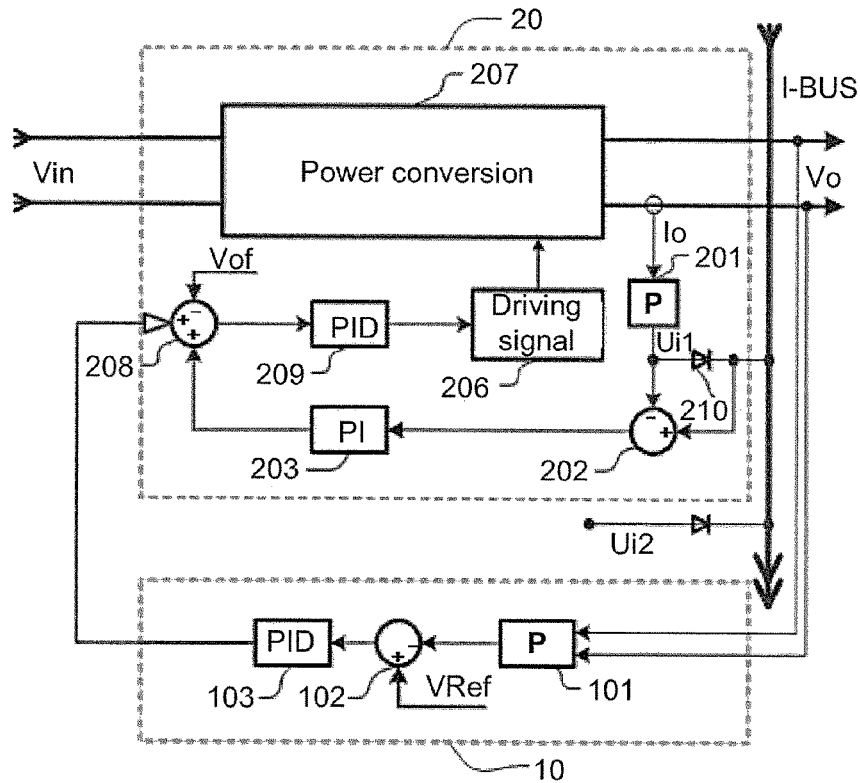 20
207
I-BUS
Power conversion
Vin
Vo
Io
201
P
Vof
Driving
signal
PID
208
209
206
Ui1
210
PI
203
202
Ui2
PID
P
103
102
VRef
101
10